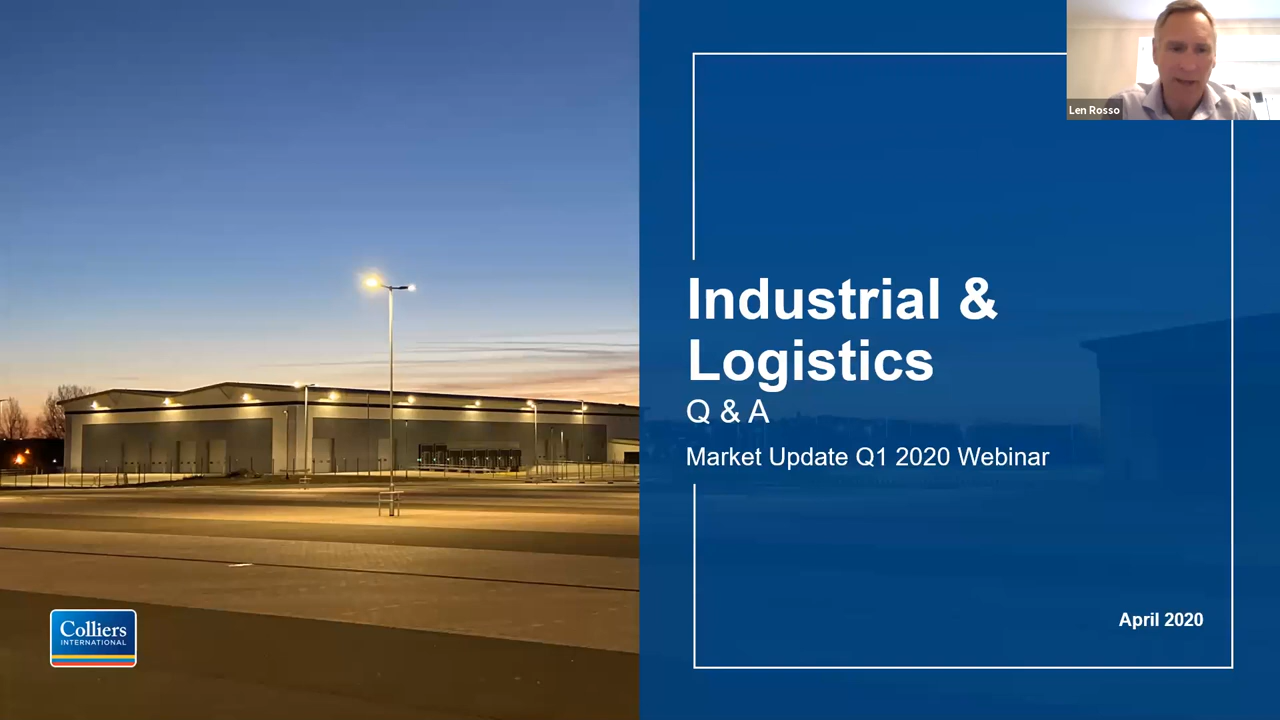 Len Rosso
Industrial &
Logistics
Q & A
Market Update Q1 2020 Webinar
April 2020
Colliers
INTERNATIONAL